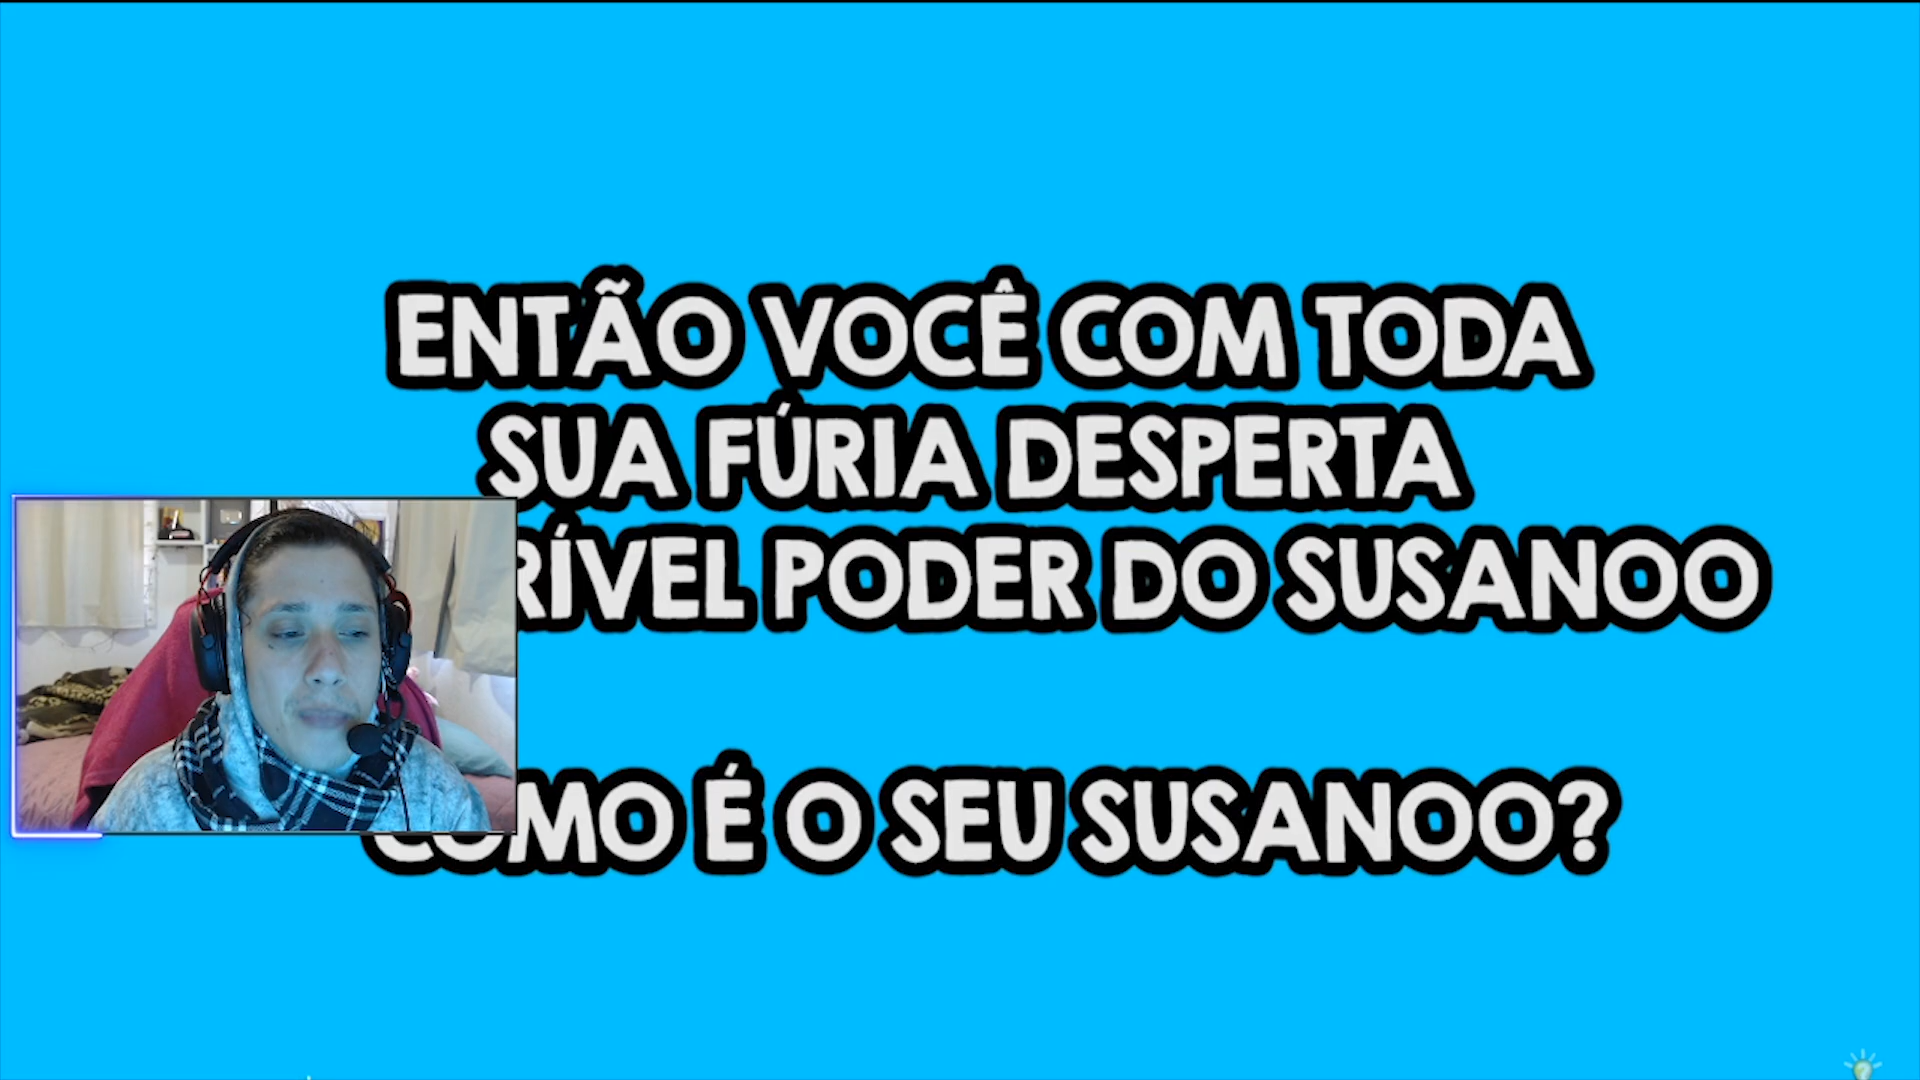 ENTÃO VOCÊ COM TODA
SUA FÚRIA DESPERTA
PODER DO SUSANOO
É O SEU SUSANOO?